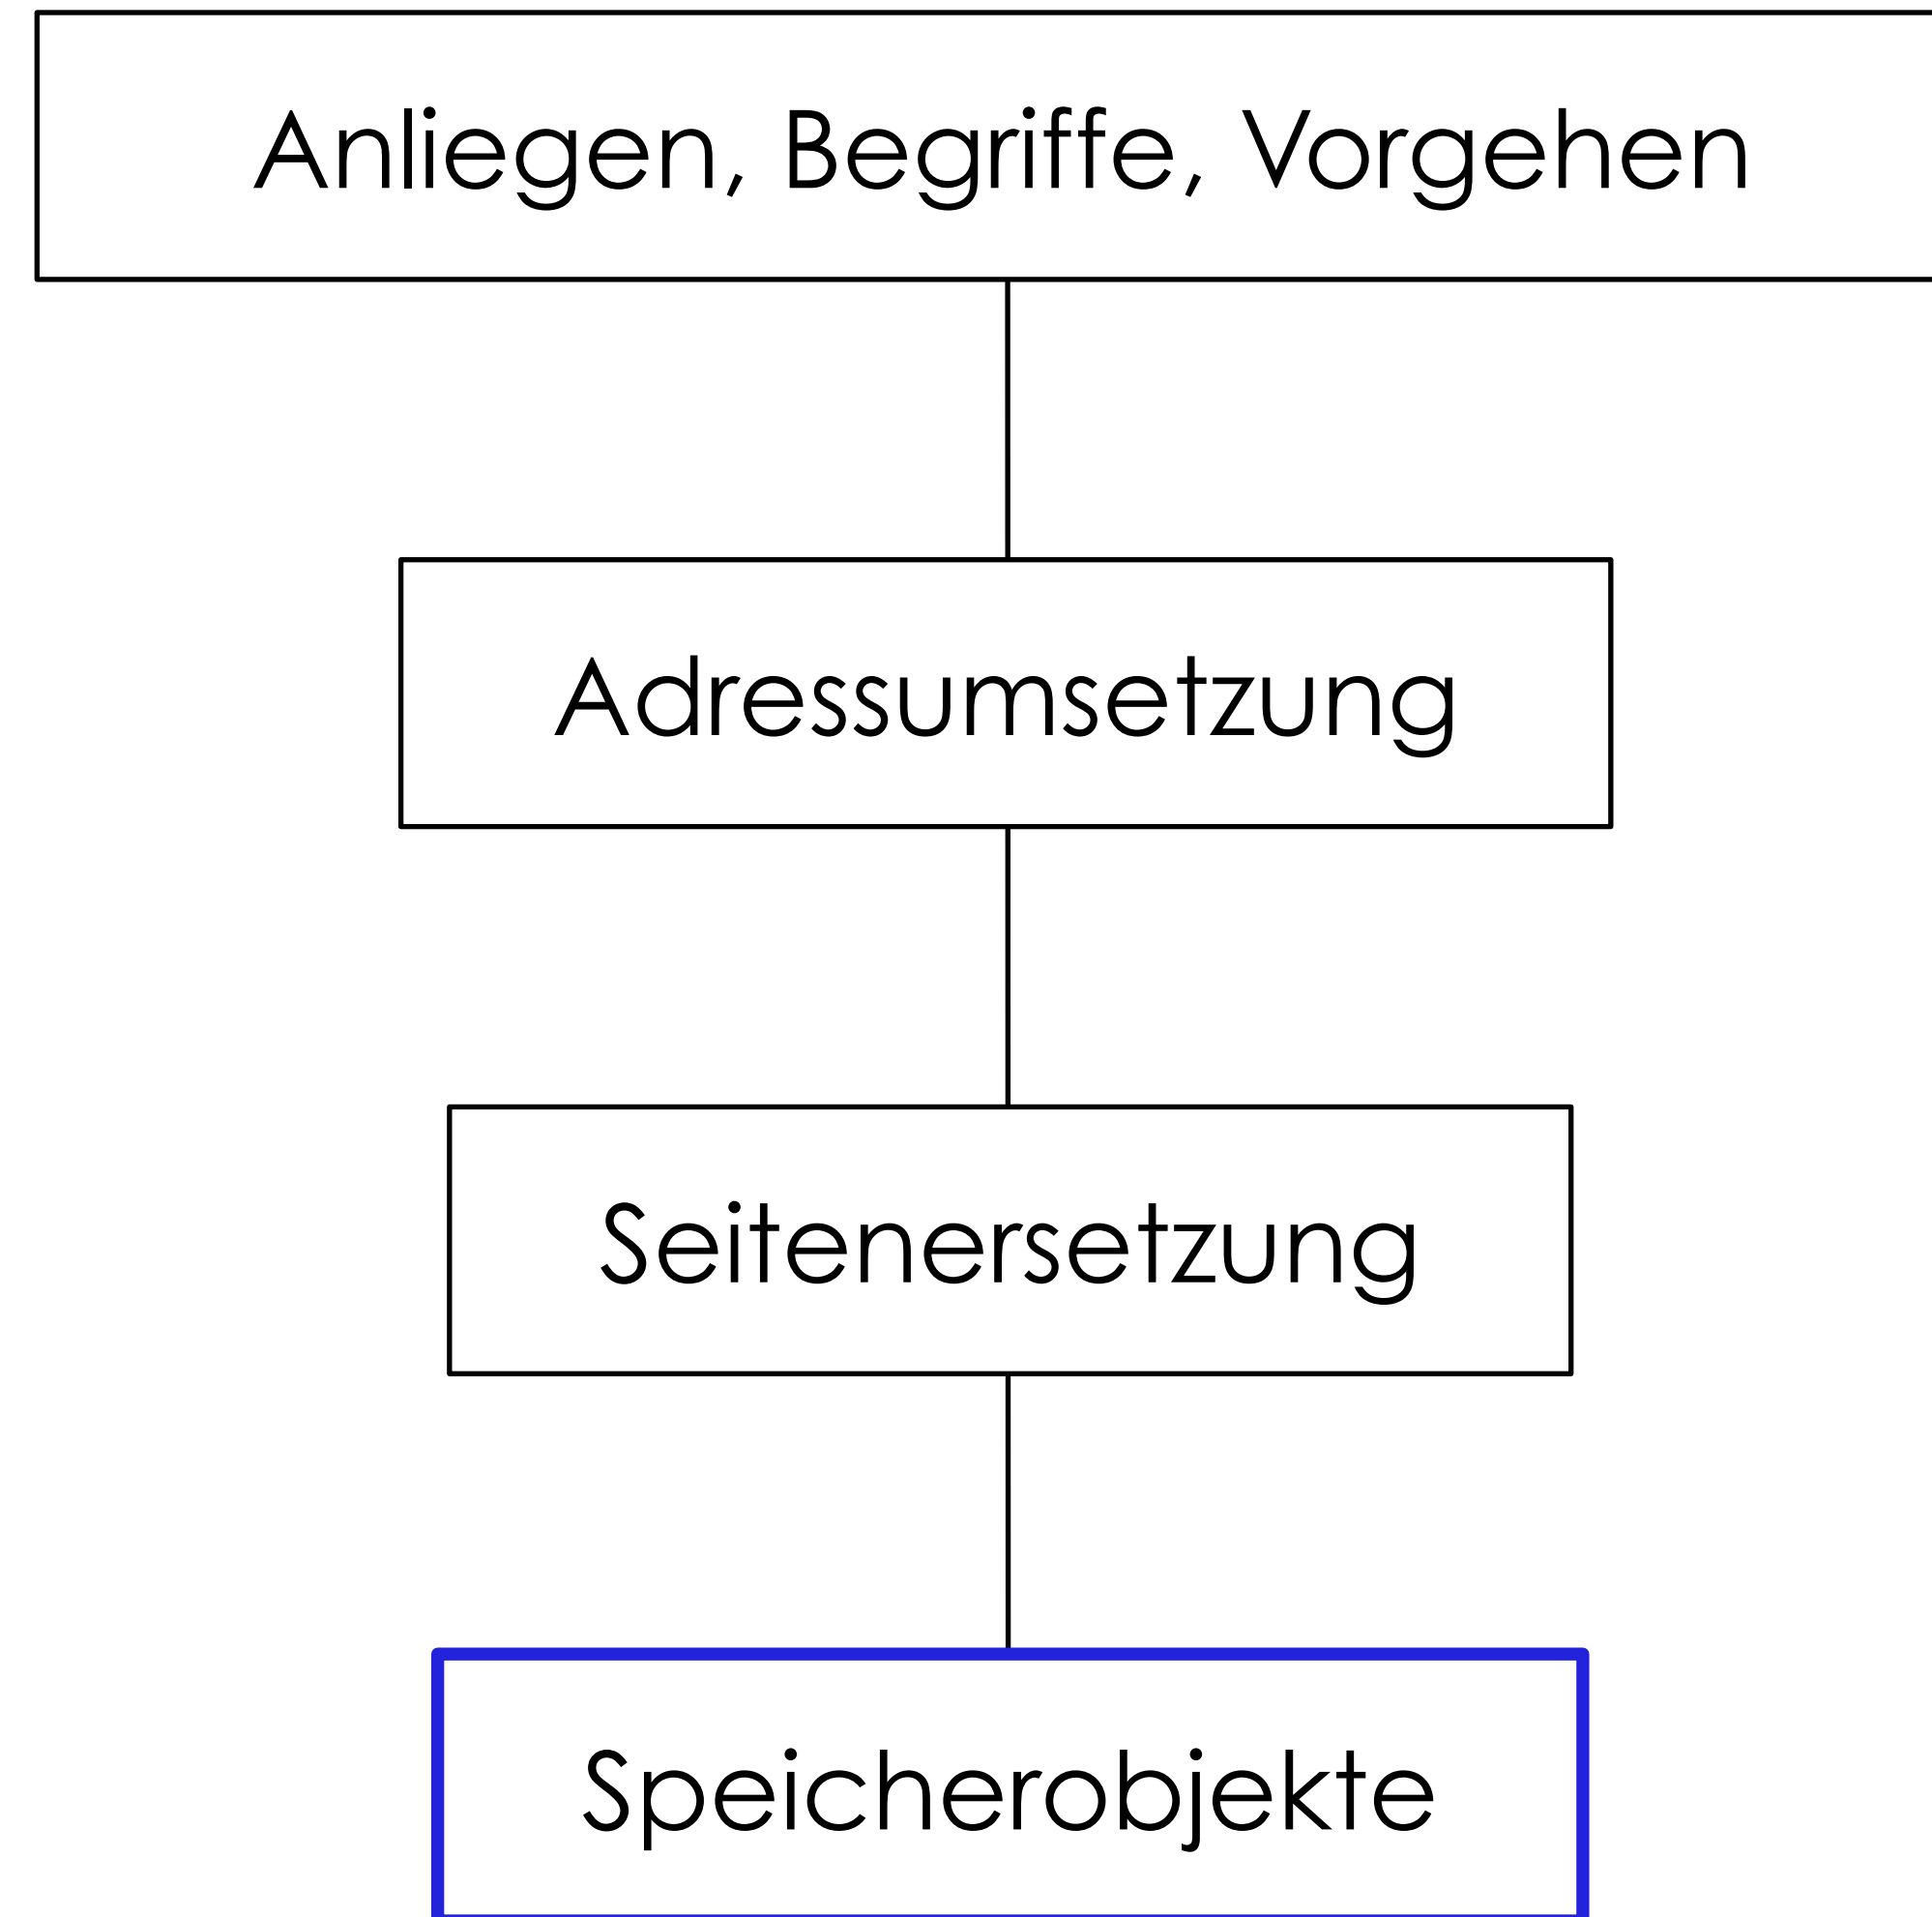 Anliegen, Begriffe, Vorgehen
Adressumsetzung
Seitenersetzung
Speicherobjekte